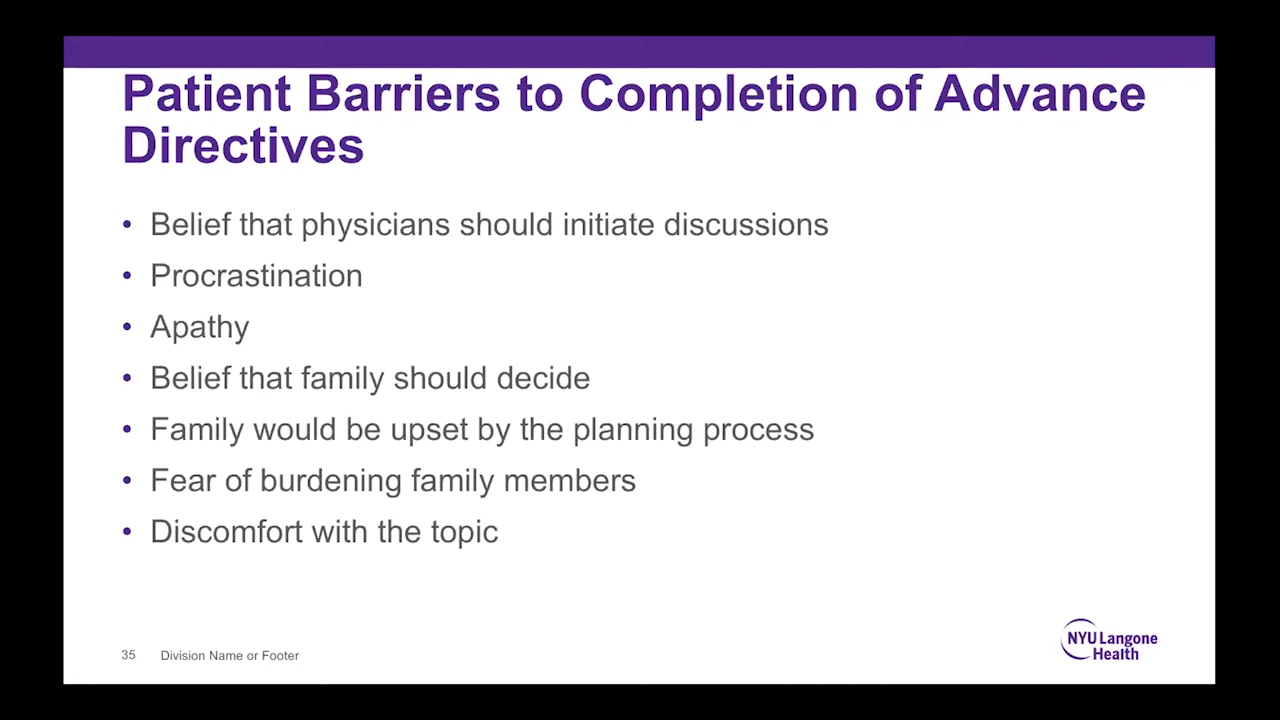 Patient Barriers to Completion of Advance
Directives
• Belief that physicians should initiate discussions
• Procrastination
• Apathy
• Belief that family should decide
• Family would be upset by the planning process
• Fear of burdening family members
• Discomfort with the topic
35 Division Name or Footer
NYU Langone
Health